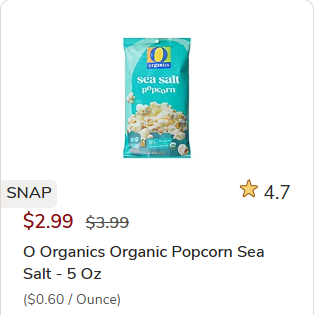 O
organics
sea salt
popcorn
SNAP
4.7
$2.99 $3.99
O Organics Organic Popcorn Sea
Salt - 5 Oz
($0.60 / Ounce)